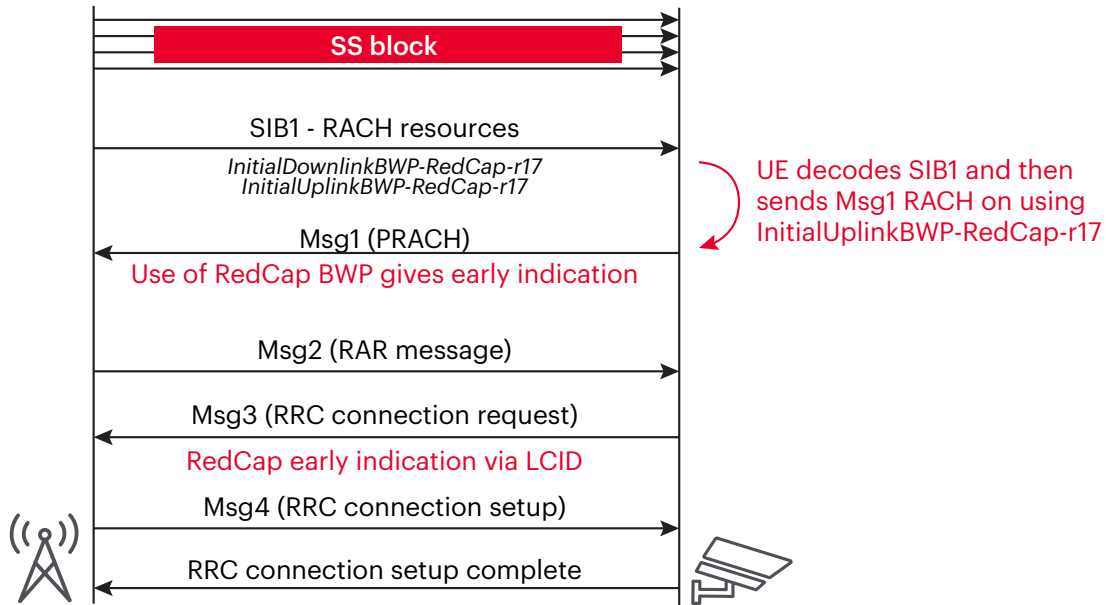 SS block
SIB1 - RACH resources
InitialDownlinkBWP-RedCap-r17
InitialUplinkBWP-RedCap-r17
UE decodes SIB1 and then
sends Msg1 RACH on using
InitialUplinkBWP-RedCap-r17
Msg1 (PRACH)
Use of RedCap BWP gives early indication
Msg2 (RAR message)
Msg3 (RRC connection request)
RedCap early indication via LCID
Msg4 (RRC connection setup)
RRC connection setup complete